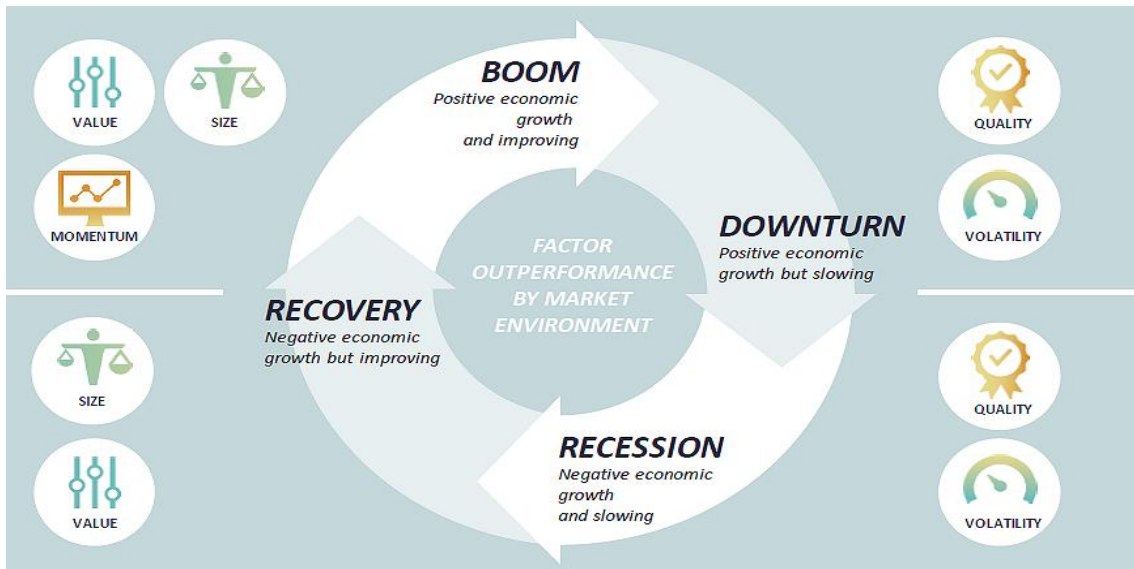 VALUE
SIZE
MOMENTUM
BOOM
Positive economic
growth
and improving
QUALITY
VOLATILITY
DOWNTURN
Positive economic
growth but slowing
FACTOR
OUTPERFORMANCE
BY MARKET
ENVIRONMENT
RECOVERY
Negative economic
growth but improving
SIZE
VALUE
RECESSION
Negative economic
growth
and slowing
QUALITY
VOLATILITY